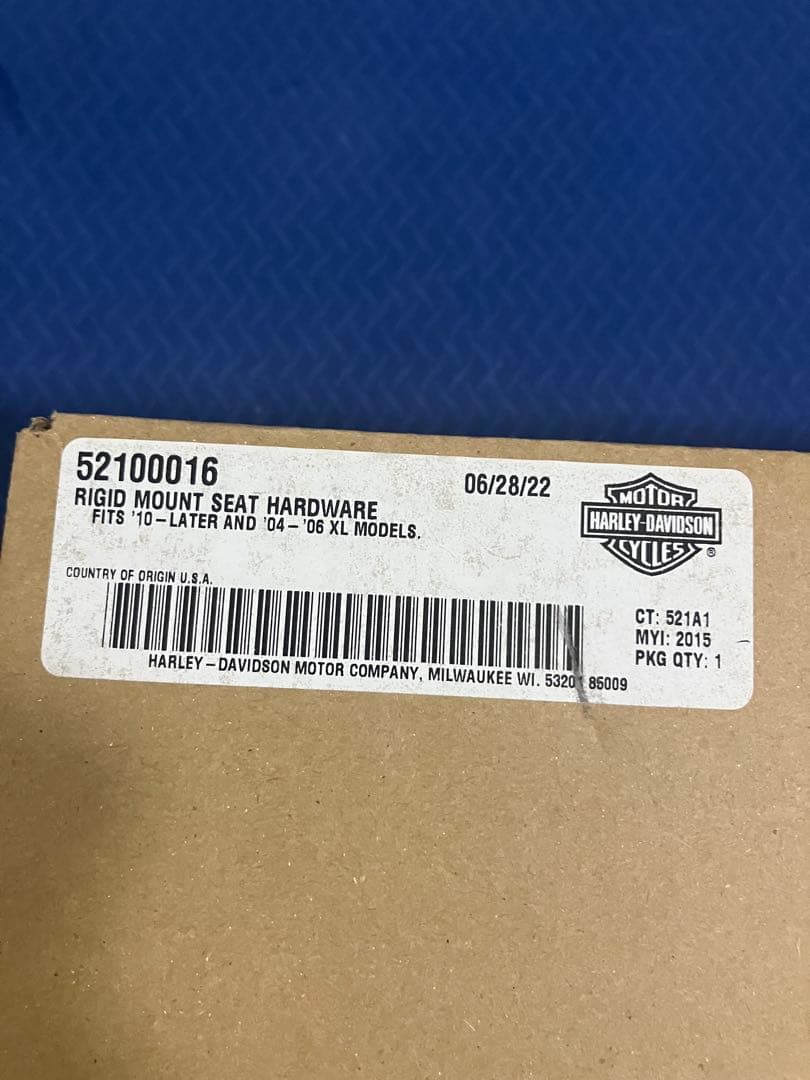 52100016
06/28/22
RIGID MOUNT SEAT HARDWARE
FITS '10-LATER AND '04-'06 XL MODELS.
MOTOR
HARLEY-DAVIDSON
CYCLES®
COUNTRY OF ORIGIN U.S.A.
CT: 521A1
MYI: 2015
PKG QTY: 1
HARLEY-DAVIDSON MOTOR COMPANY, MILWAUKEE WI. 85009